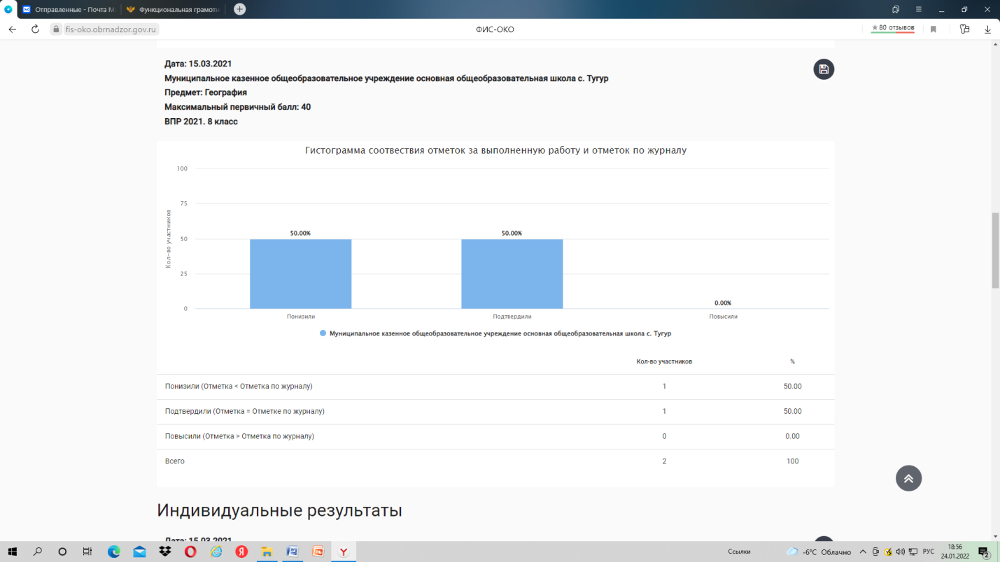 Отправленные - Почта M
Функциональная грамотн
fis-oko.obrnadzor.gov.ru
ФИС-ОКО
★ 80 отзывов
Дата: 15.03.2021
Муниципальное казенное общеобразовательное учреждение основная общеобразовательная школа с. Тугур
Предмет: География
Максимальный первичный балл: 40
ВПР 2021. 8 класс
Гистограмма соотвествия отметок за выполненную работу и отметок по журналу
Кол-во участников
100
75
50
25
0
50.00%
50.00%
0.00%
Понизили
Подтвердили
Повысили
Муниципальное казенное общеобразовательное учреждение основная общеобразовательная школа с. Тугур
Кол-во участников %
Понизили (Отметка < Отметка по журналу) 1 50.00
Подтвердили (Отметка = Отметке по журналу) 1 50.00
Повысили (Отметка > Отметка по журналу) 0 0.00
Всего 2 100
Индивидуальные результаты
Дата: 15.03.2021
Ссылки
-6°C Облачно
РУС
18:56
24.01.2022
2